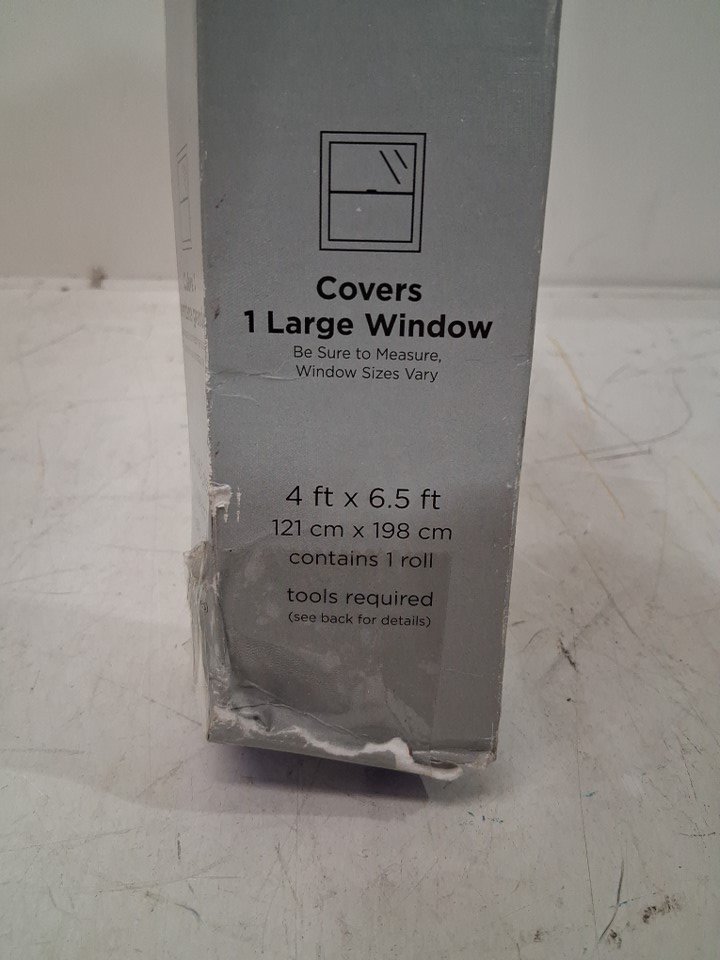 Covers
1 Large Window
Be Sure to Measure,
Window Sizes Vary
4 ft x 6.5 ft
121 cm x 198 cm
contains 1 roll
tools required
(see back for details)